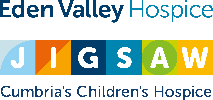 Eden Valley Hospice
JIGSAW
Cumbria's Children's Hospice